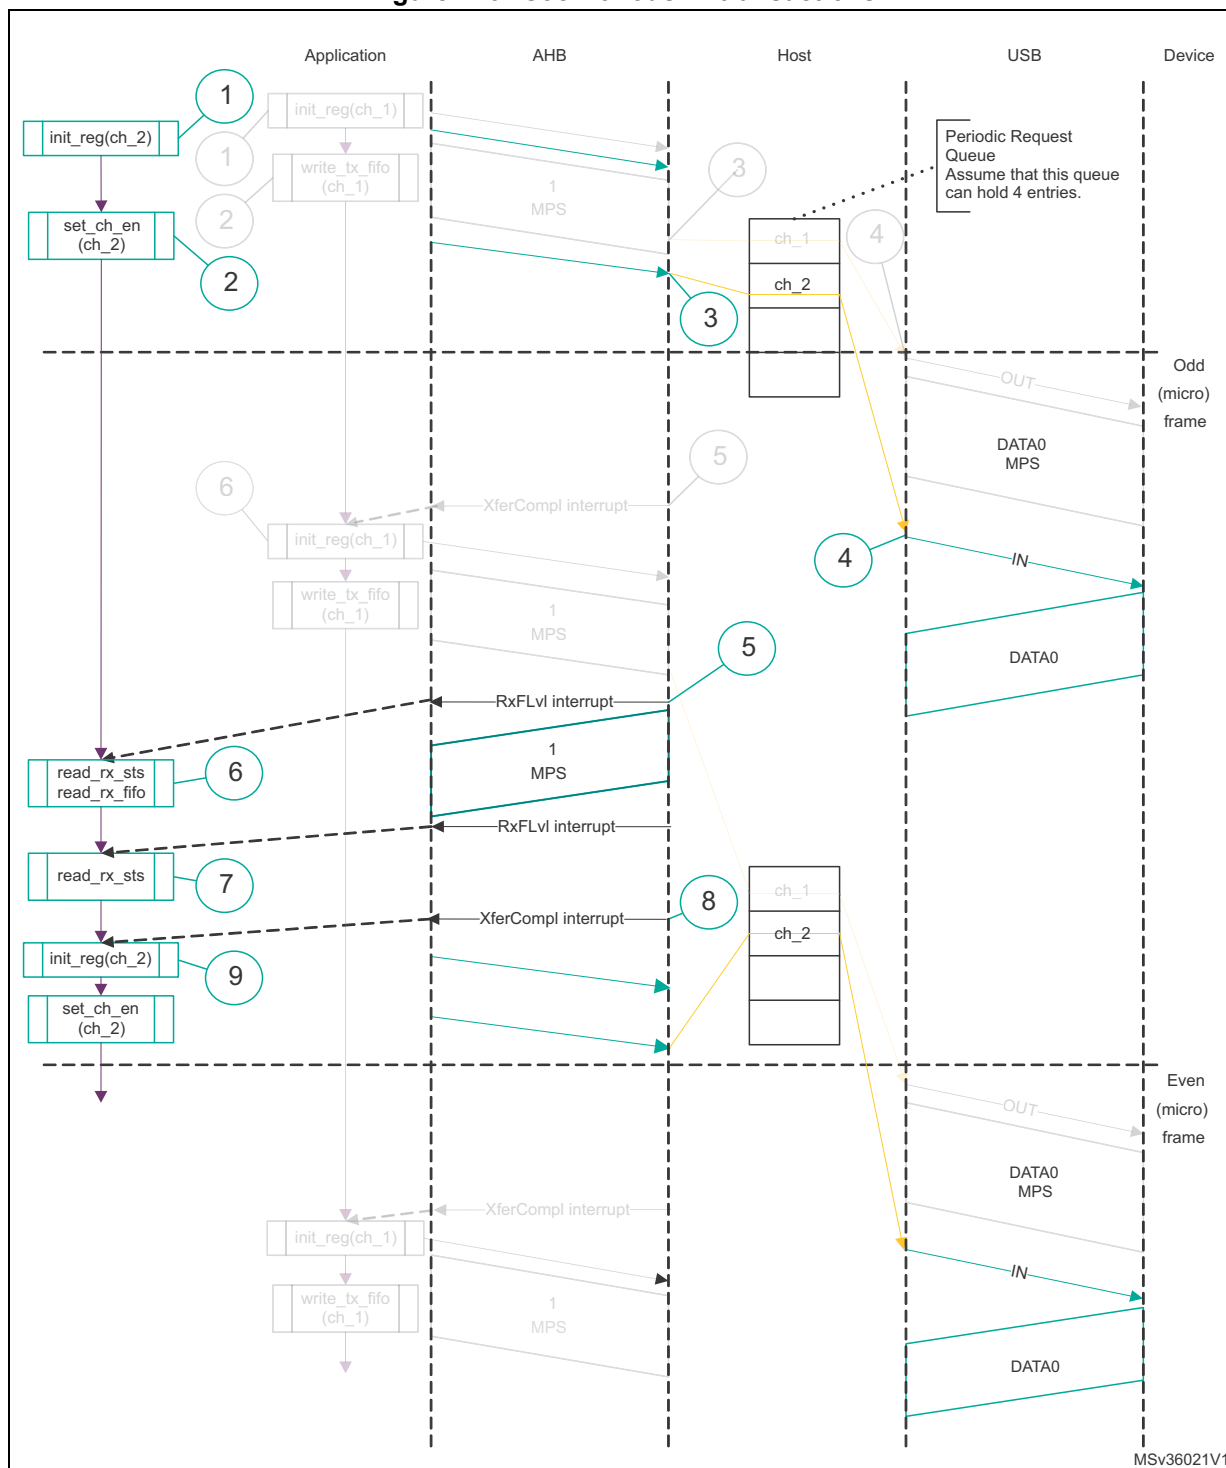 Application
AHB
Host
USB
Device
1
init_reg(ch_1)
init_reg(ch_2)
1
Periodic Request
Queue
Assume that this queue
can hold 4 entries.
write_tx_fifo
(ch_1)
1
MPS
3
2
set_ch_en
(ch_2)
2
ch_1
4
ch_2
3
Odd
(micro)
frame
OUT
DATA0
MPS
5
6
XferCompl interrupt
init_reg(ch_1)
4
IN
write_tx_fifo
(ch_1)
1
MPS
5
DATA0
RxFLvl interrupt
1
MPS
read_rx_sts
read_rx_fifo
6
RxFLvl interrupt
read_rx_sts
7
ch_1
8
XferCompl interrupt
ch_2
init_reg(ch_2)
9
set_ch_en
(ch_2)
Even
(micro)
frame
OUT
DATA0
MPS
XferCompl interrupt
init_reg(ch_1)
IN
write_tx_fifo
(ch_1)
1
MPS
DATA0
MSv36021V1